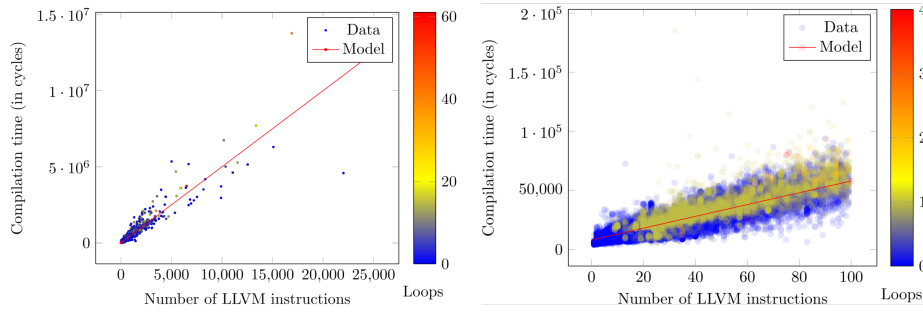 Compilation time (in cycles)
1.5 · 10^7
1 · 10^7
5 · 10^6
0
0
5,000
10,000
15,000
20,000
25,000
Number of LLVM instructions
Data
Model
60
40
20
0
Loops
Compilation time (in cycles)
2 · 10^5
1.5 · 10^5
1 · 10^5
50,000
0
0
20
40
60
80
100
Number of LLVM instructions
Data
Model
Loops